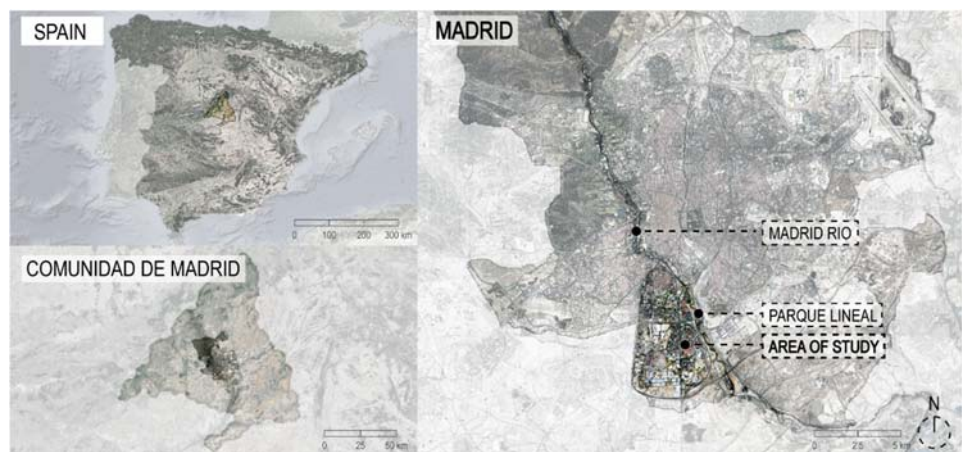 SPAIN
0 100 200 300 km
COMUNIDAD DE MADRID
0 25 50 km
MADRID
MADRID RIO
PARQUE LINEAL
AREA OF STUDY
N
0 2.5 5 km